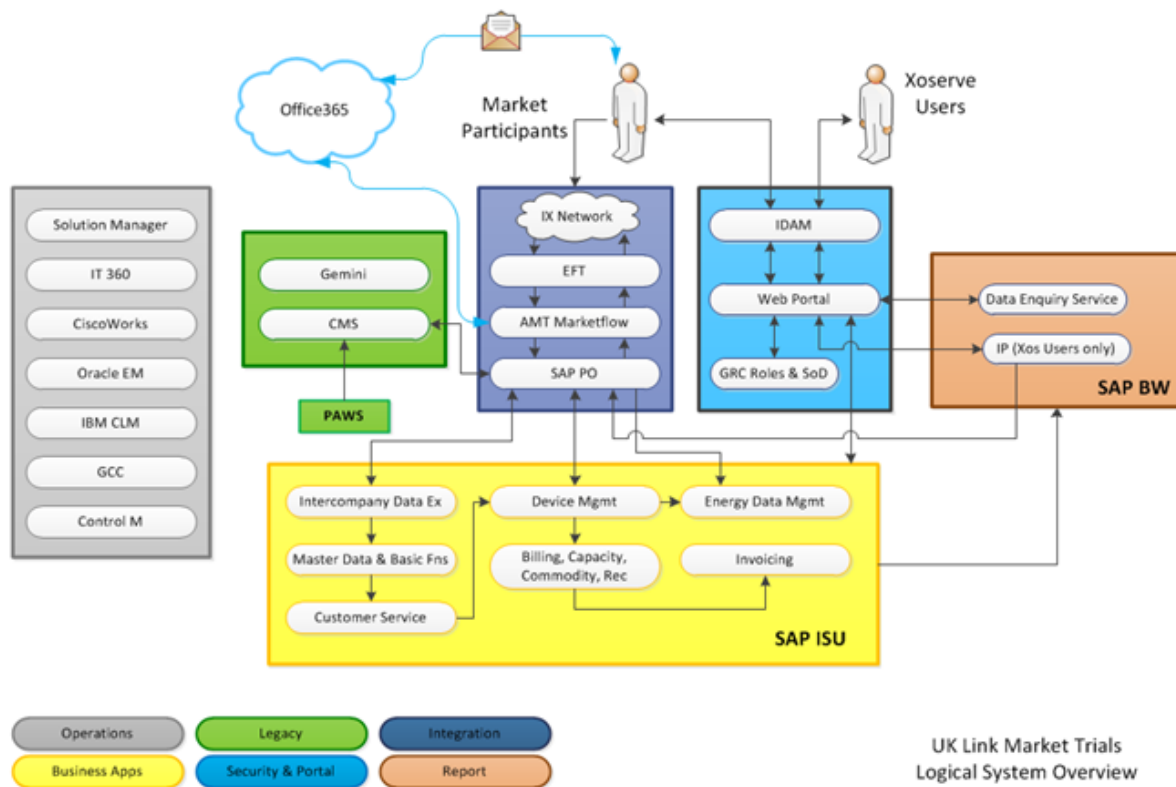 Office365
Market
Participants
Xoserve
Users
Solution Manager
IT 360
CiscoWorks
Oracle EM
IBM CLM
GCC
Control M
Gemini
CMS
PAWS
IX Network
EFT
AMT Marketflow
SAP PO
IDAM
Web Portal
GRC Roles & SoD
Data Enquiry Service
IP (Xos Users only)
SAP BW
Intercompany Data Ex
Master Data & Basic Fns
Customer Service
Device Mgmt
Billing, Capacity,
Commodity, Rec
Energy Data Mgmt
Invoicing
SAP ISU
Operations
Legacy
Integration
Business Apps
Security & Portal
Report
UK Link Market Trials
Logical System Overview